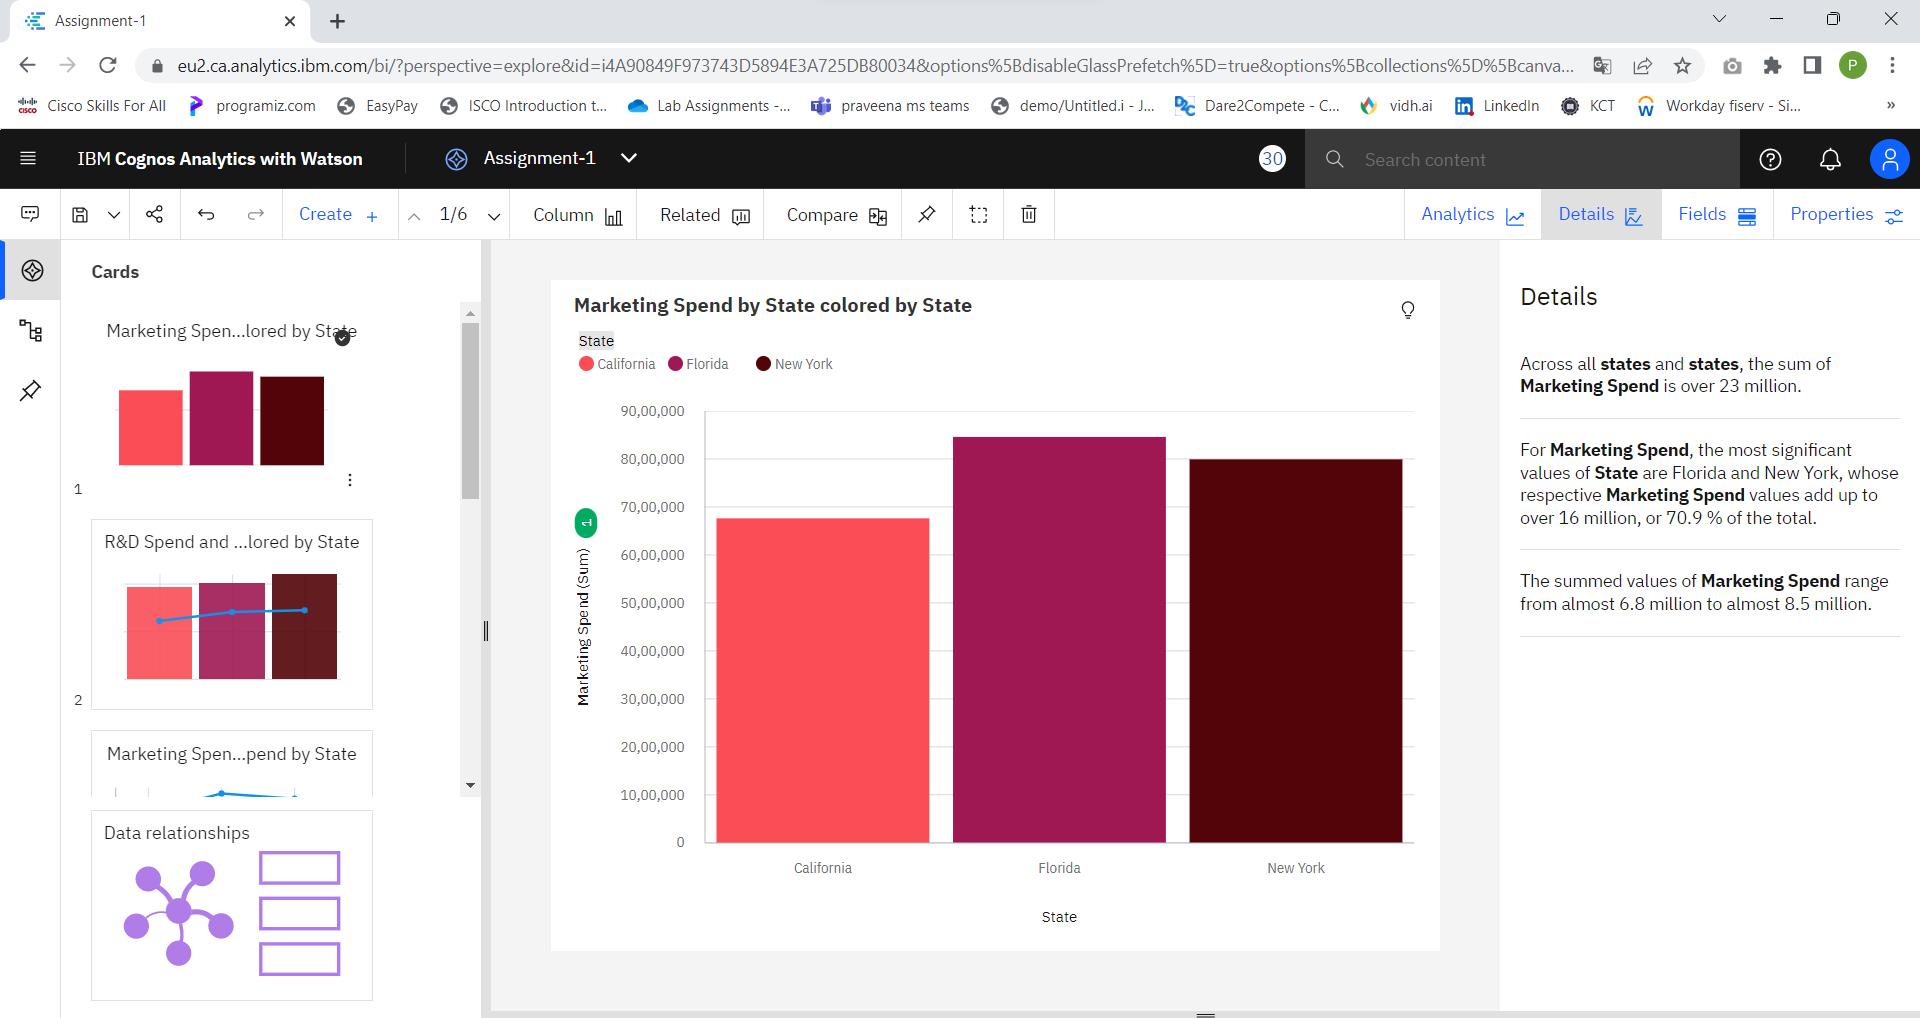 Assignment-1
eu2.ca.analytics.ibm.com/bi/?perspective=explore&id=i4A90849F973743D5894E3A725DB80034&options%5BdisableGlassPrefetch%5D=true&options%5Bcollections%5D%5Bcanva...
P
Cisco Skills For All programiz.com EasyPay ISCO Introduction t... Lab Assignments -... praveena ms teams demo/Untitled.i - J... Dare2Compete - C... vidh.ai LinkedIn KCT Workday fiserv - Si... »
IBM Cognos Analytics with Watson Assignment-1 30 Search content
Create + 1/6 Column Related Compare Analytics Details Fields Properties
Cards
Marketing Spen...lored by State
1
R&D Spend and ...lored by State
2
Marketing Spen...pend by State
Data relationships
Marketing Spend by State colored by State
State
California Florida New York
90,00,000
80,00,000
70,00,000
60,00,000
50,00,000
40,00,000
30,00,000
20,00,000
10,00,000
0
1
Marketing Spend (Sum)
California Florida New York
State
Details
Across all states and states, the sum of
Marketing Spend is over 23 million.
For Marketing Spend, the most significant
values of State are Florida and New York, whose
respective Marketing Spend values add up to
over 16 million, or 70.9 % of the total.
The summed values of Marketing Spend range
from almost 6.8 million to almost 8.5 million.